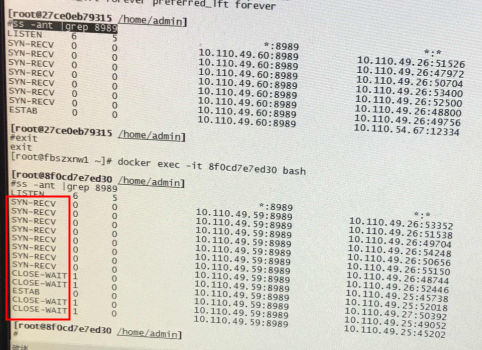 forever preferred_lft forever
[root@27ce0eb79315 /home/admin]
#ss -ant |grep 8989
LISTEN 6 5 *:8989 *:*
SYN-RECV 0 0 10.110.49.60:8989 10.110.49.26:51526
SYN-RECV 0 0 10.110.49.60:8989 10.110.49.26:47972
SYN-RECV 0 0 10.110.49.60:8989 10.110.49.26:50704
SYN-RECV 0 0 10.110.49.60:8989 10.110.49.26:53400
SYN-RECV 0 0 10.110.49.60:8989 10.110.49.26:52500
SYN-RECV 0 0 10.110.49.60:8989 10.110.49.26:48800
SYN-RECV 0 0 10.110.49.60:8989 10.110.49.26:49756
ESTAB 0 0 10.110.49.60:8989 10.110.54.67:12334
[root@27ce0eb79315 /home/admin]
#exit
exit
[root@fbszxnw1 ~]# docker exec -it 8f0cd7e7ed30 bash
[root@8f0cd7e7ed30 /home/admin]
#ss -ant |grep 8989
LISTEN 6 5 *:8989 *:*
SYN-RECV 0 0 10.110.49.59:8989 10.110.49.26:53352
SYN-RECV 0 0 10.110.49.59:8989 10.110.49.26:51538
SYN-RECV 0 0 10.110.49.59:8989 10.110.49.26:49704
SYN-RECV 0 0 10.110.49.59:8989 10.110.49.26:54248
SYN-RECV 0 0 10.110.49.59:8989 10.110.49.26:50656
SYN-RECV 0 0 10.110.49.59:8989 10.110.49.26:55150
SYN-RECV 0 0 10.110.49.59:8989 10.110.49.26:48744
SYN-RECV 0 0 10.110.49.59:8989 10.110.49.26:52446
CLOSE-WAIT 1 0 10.110.49.59:8989 10.110.49.25:45738
CLOSE-WAIT 1 0 10.110.49.59:8989 10.110.49.25:52018
ESTAB 0 0 10.110.49.59:8989 10.110.49.27:50392
CLOSE-WAIT 1 0 10.110.49.59:8989 10.110.49.25:49052
CLOSE-WAIT 1 0 10.110.49.59:8989 10.110.49.25:45202
[root@8f0cd7e7ed30 /home/admin]
#